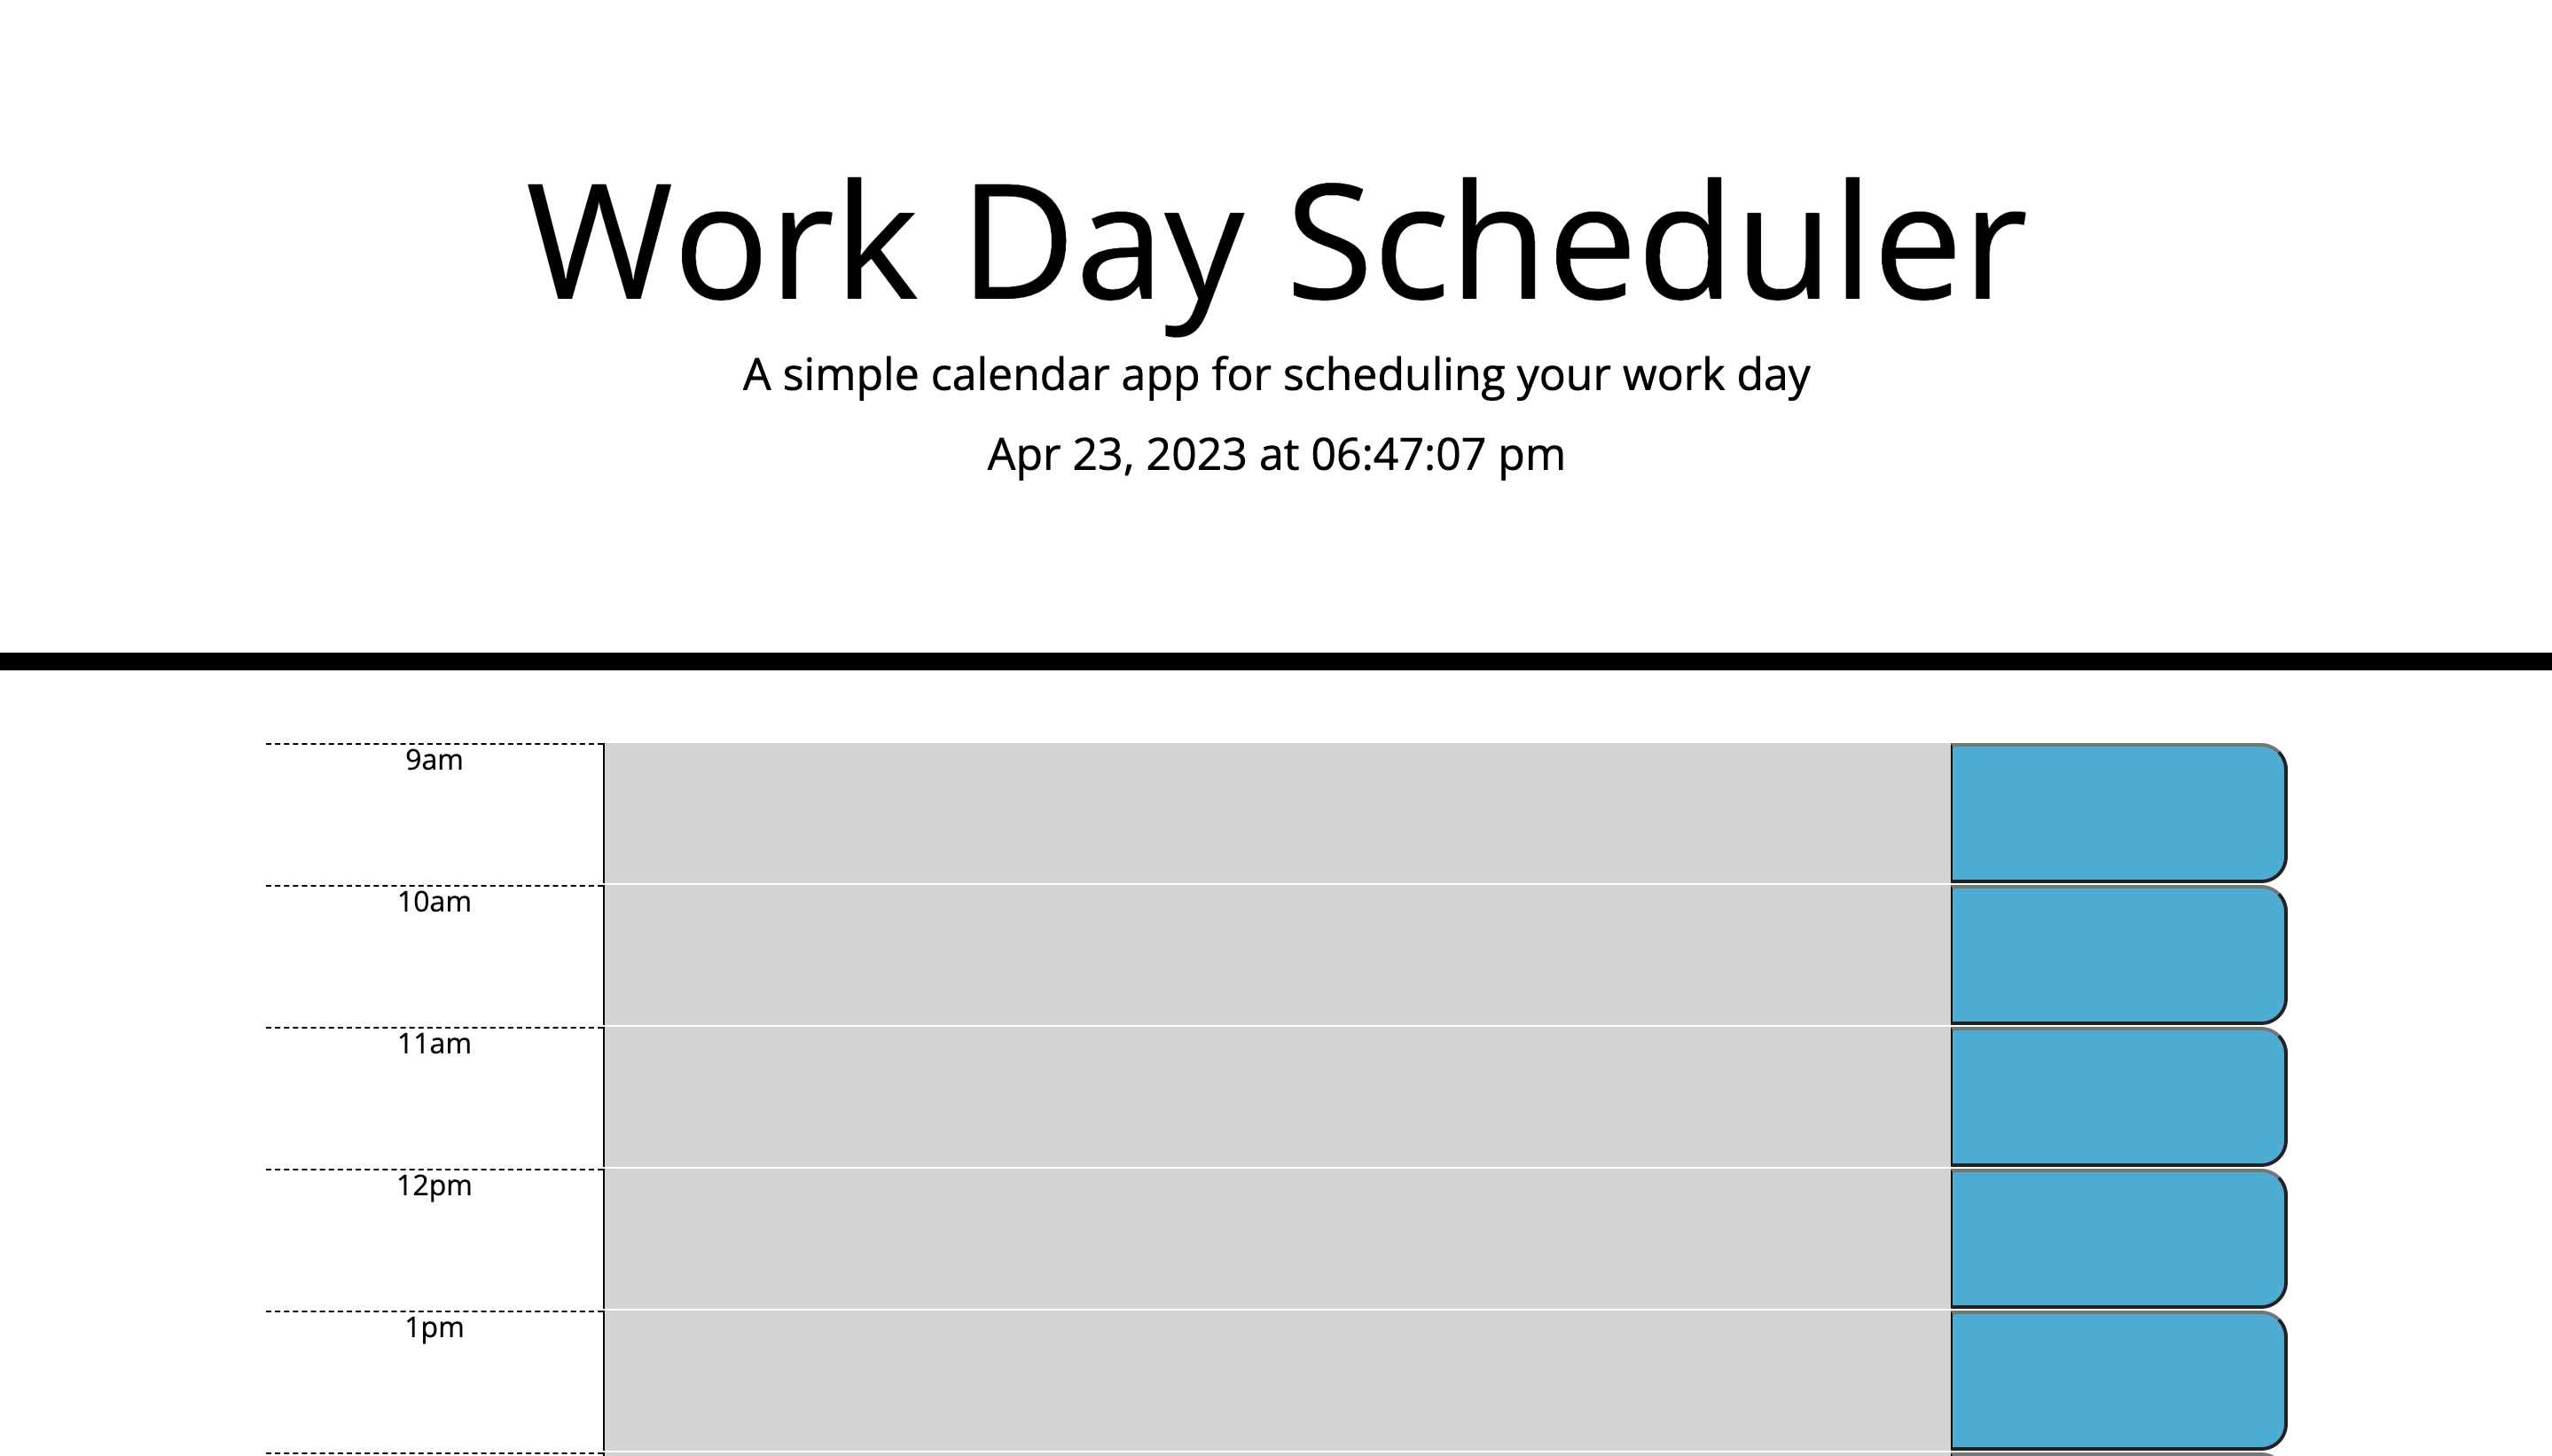 Work Day Scheduler
A simple calendar app for scheduling your work day
Apr 23, 2023 at 06:47:07 pm
9am
10am
11am
12pm
1pm